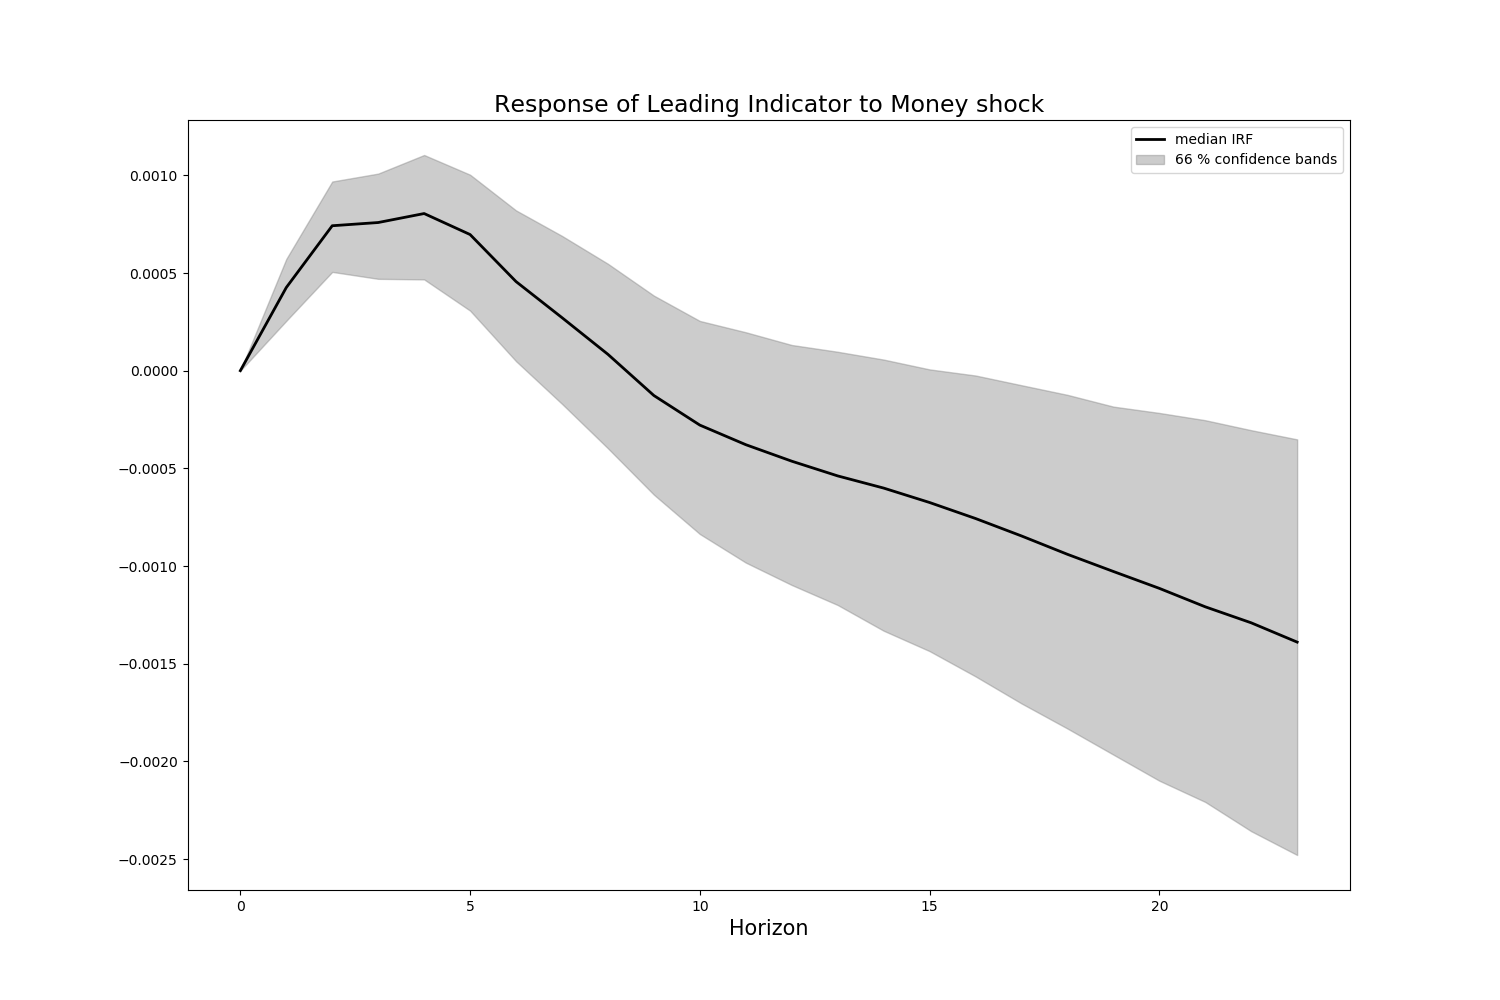 Response of Leading Indicator to Money shock
median IRF
66 % confidence bands
0.0010
0.0005
0.0000
−0.0005
−0.0010
−0.0015
−0.0020
−0.0025
0 5 10 15 20
Horizon